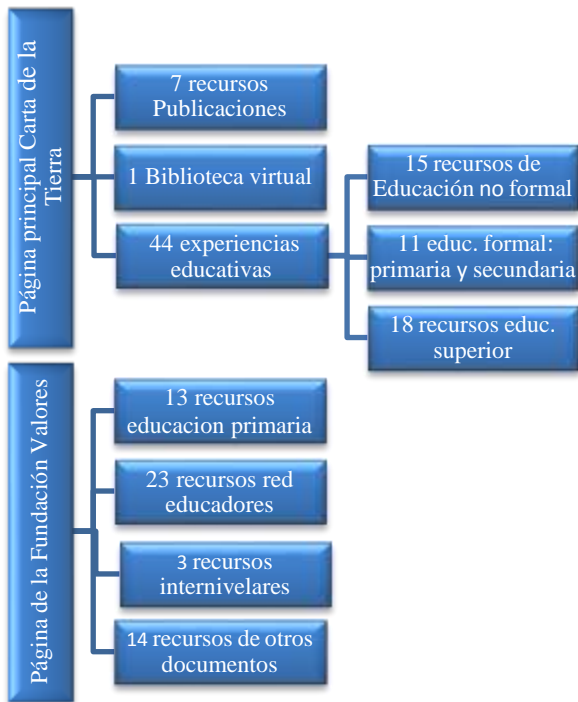 Página principal Carta de la
Tierra
7 recursos
Publicaciones
1 Biblioteca virtual
44 experiencias
educativas
15 recursos de
Educación no formal
11 educ. formal:
primaria y secundaria
18 recursos educ.
superior
Página de la Fundación Valores
13 recursos
educacion primaria
23 recursos red
educadores
3 recursos
internivelares
14 recursos de otros
documentos